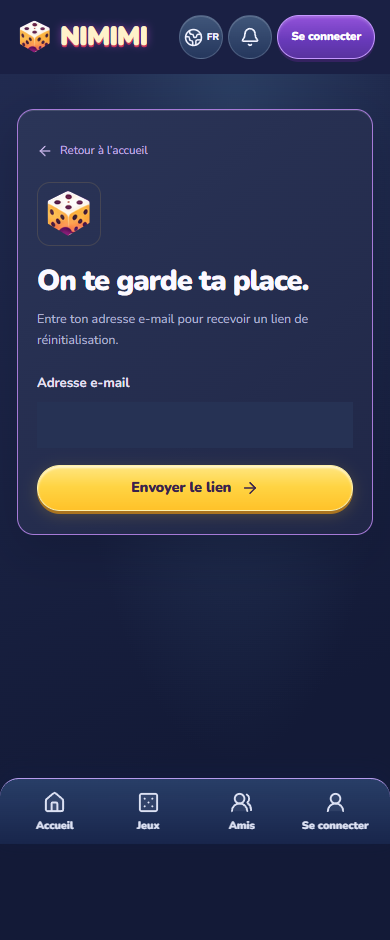 NIMIMI
FR
Se connecter
Retour à l'accueil
On te garde ta place.
Entre ton adresse e-mail pour recevoir un lien de
réinitialisation.
Adresse e-mail
Envoyer le lien
Accueil
Jeux
Amis
Se connecter